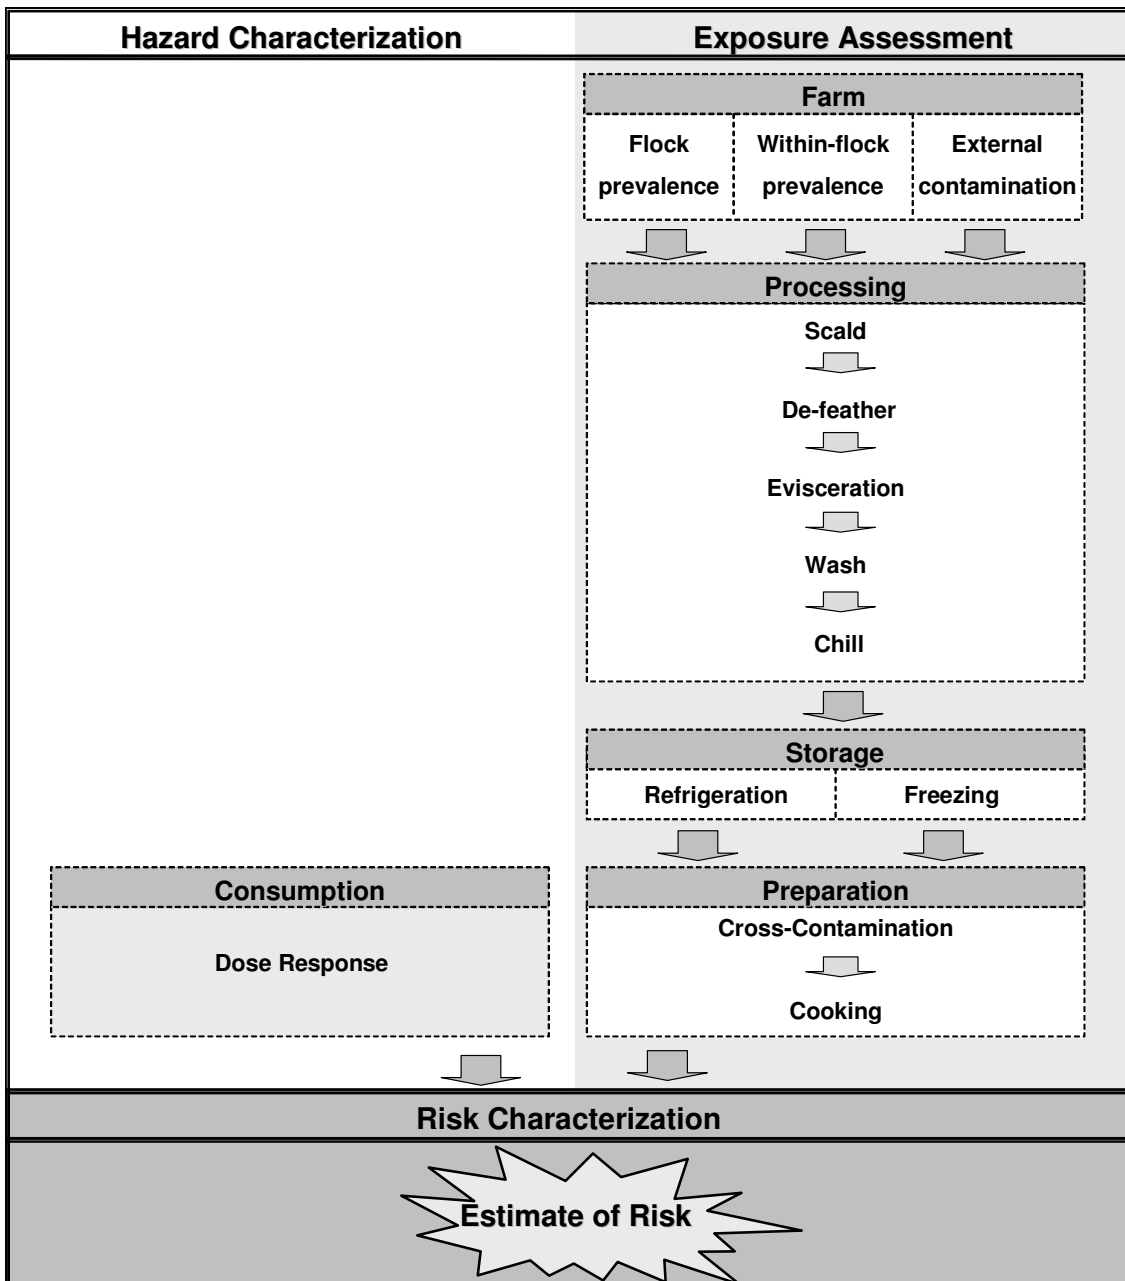 Hazard Characterization
Exposure Assessment
Farm
Flock
prevalence
Within-flock
prevalence
External
contamination
Processing
Scald
De-feather
Evisceration
Wash
Chill
Storage
Refrigeration
Freezing
Consumption
Dose Response
Preparation
Cross-Contamination
Cooking
Risk Characterization
Estimate of Risk